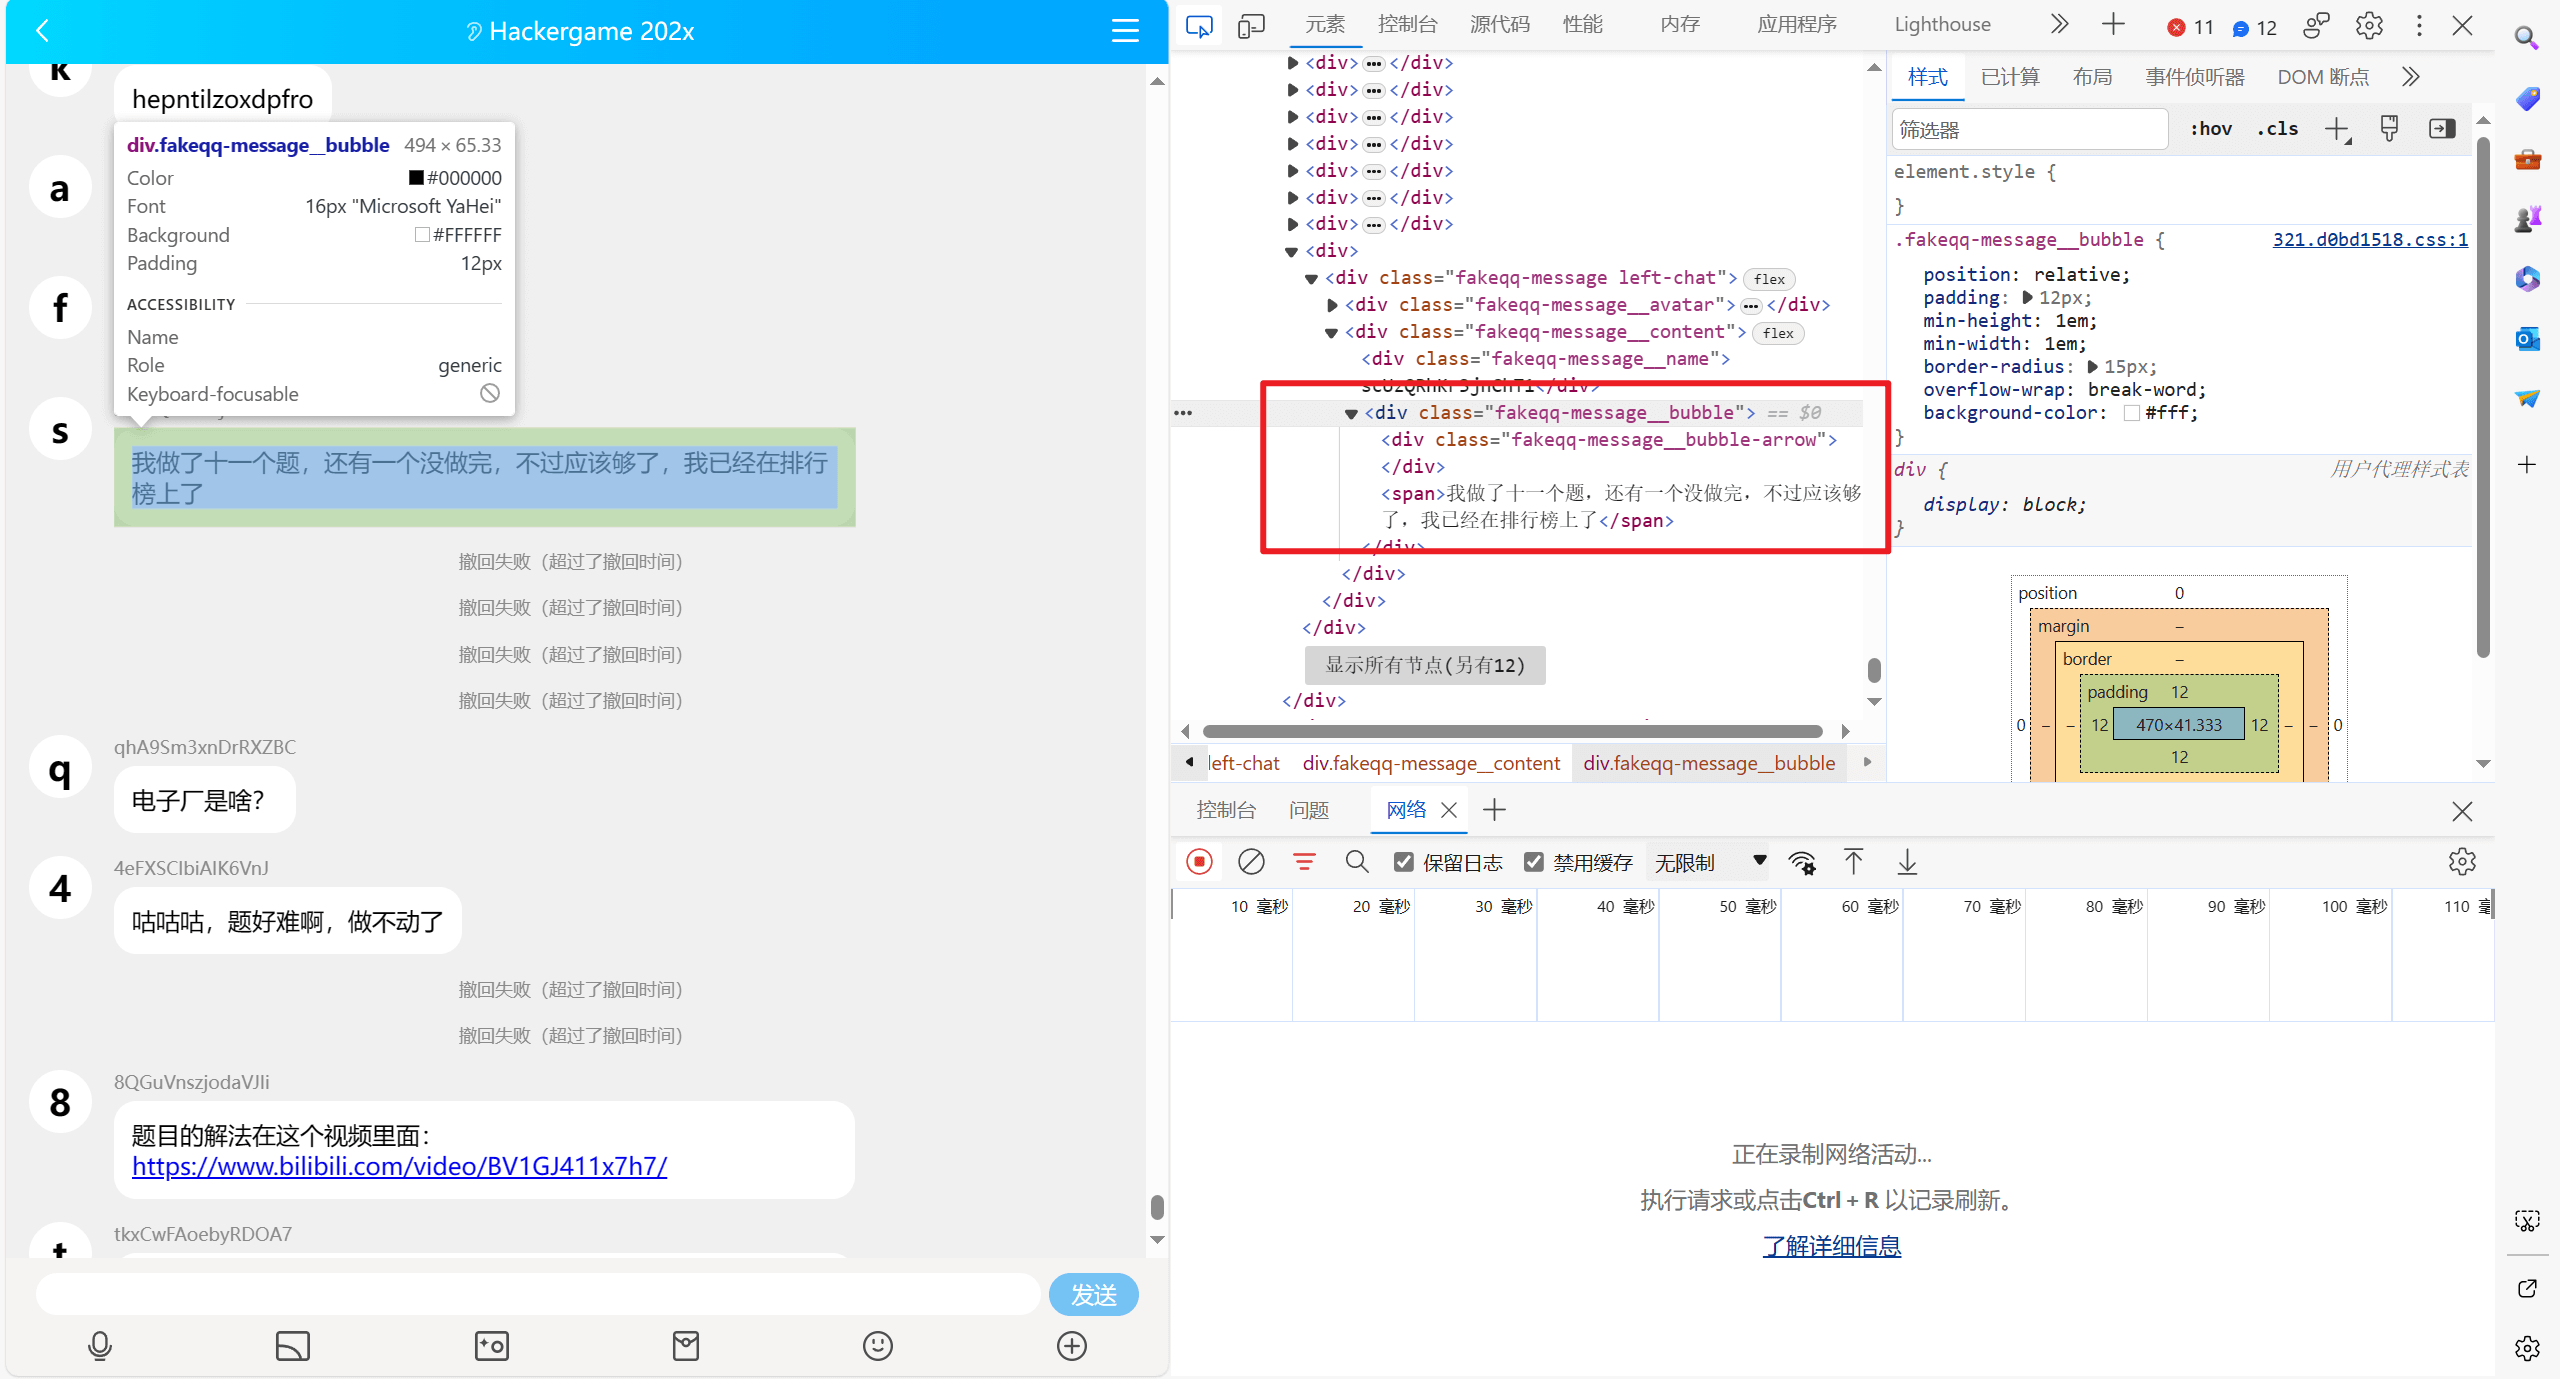 Hackergame 202x
k
hepntilzoxdpfro
div.fakeqq-message__bubble 494 × 65.33
Color #000000
Font 16px "Microsoft YaHei"
Background #FFFFFF
Padding 12px
ACCESSIBILITY
Name
Role generic
Keyboard-focusable
a
f
s
我做了十一个题，还有一个没做完，不过应该够了，我已经在排行
榜上了
撤回失败（超过了撤回时间）
撤回失败（超过了撤回时间）
撤回失败（超过了撤回时间）
撤回失败（超过了撤回时间）
qhA9Sm3xnDrRXZBC
q
电子厂是啥？
4
咕咕咕，题好难啊，做不动了
撤回失败（超过了撤回时间）
撤回失败（超过了撤回时间）
8
题目的解法在这个视频里面：
https://www.bilibili.com/video/BV1GJ411x7h7/
tkxCwFAoebyRDOA7
t
发送
元素 控制台 源代码 性能 内存 应用程序 Lighthouse 11 12
<div> ••• </div>
<div> ••• </div>
<div> ••• </div>
<div> ••• </div>
<div> ••• </div>
<div> ••• </div>
<div> ••• </div>
<div>
<div class="fakeqq-message left-chat"> flex
<div class="fakeqq-message__avatar"> ••• </div>
<div class="fakeqq-message__content"> flex
<div class="fakeqq-message__name">
••• <div class="fakeqq-message__bubble"> == $0
<div class="fakeqq-message__bubble-arrow">
</div>
<span>我做了十一个题，还有一个没做完，不过应该够
了，我已经在排行榜上了</span>
</div>
</div>
</div>
</div>
显示所有节点(另有12)
</div>
left-chat div.fakeqq-message__content div.fakeqq-message__bubble
样式 已计算 布局 事件侦听器 DOM 断点
筛选器 :hov .cls
element.style {
}
.fakeqq-message__bubble { 321.d0bd1518.css:1
position: relative;
padding: 12px;
min-height: 1em;
min-width: 1em;
border-radius: 15px;
overflow-wrap: break-word;
background-color: #fff;
}
div { 用户代理样式表
display: block;
}
position 0
margin –
border –
padding 12
0 – – 12 470×41.333 12 – – 0
12
控制台 问题 网络
保留日志 禁用缓存 无限制
10 毫秒 20 毫秒 30 毫秒 40 毫秒 50 毫秒 60 毫秒 70 毫秒 80 毫秒 90 毫秒 100 毫秒 110 毫
正在录制网络活动...
执行请求或点击Ctrl + R 以记录刷新。
了解详细信息